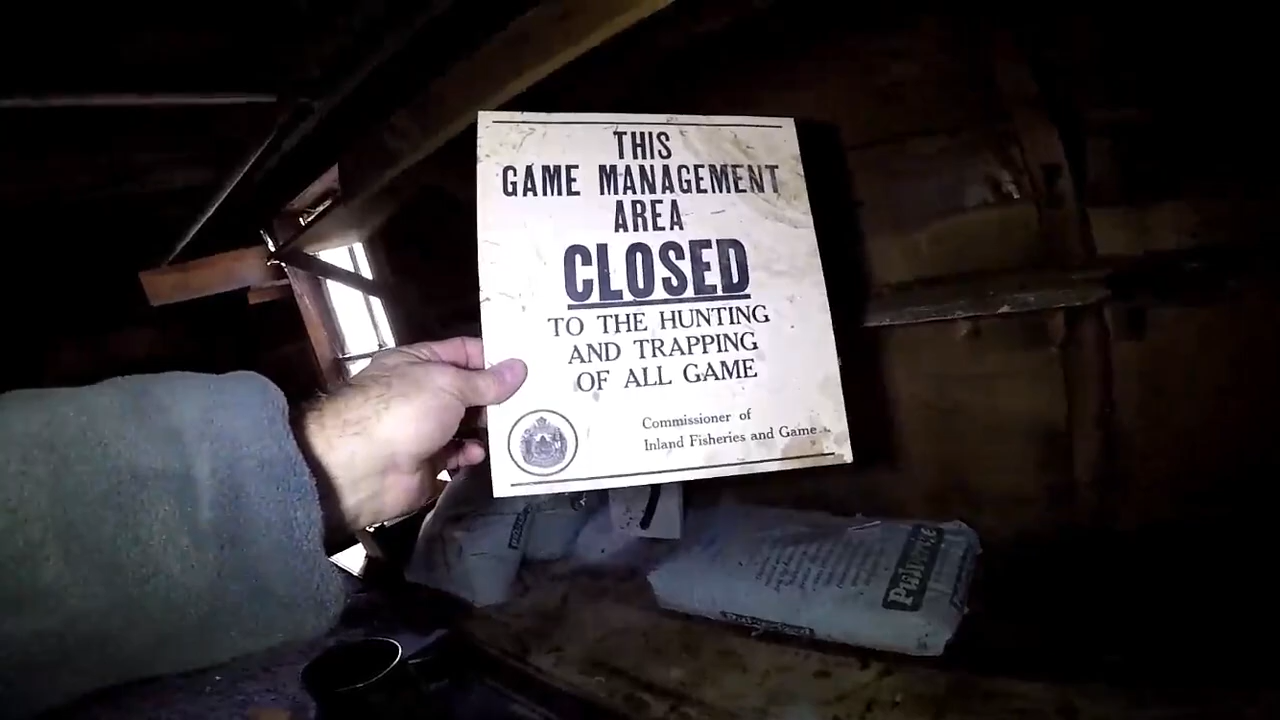 THIS
GAME MANAGEMENT
AREA
CLOSED
TO THE HUNTING
AND TRAPPING
OF ALL GAME
Commissioner of
Inland Fisheries and Game